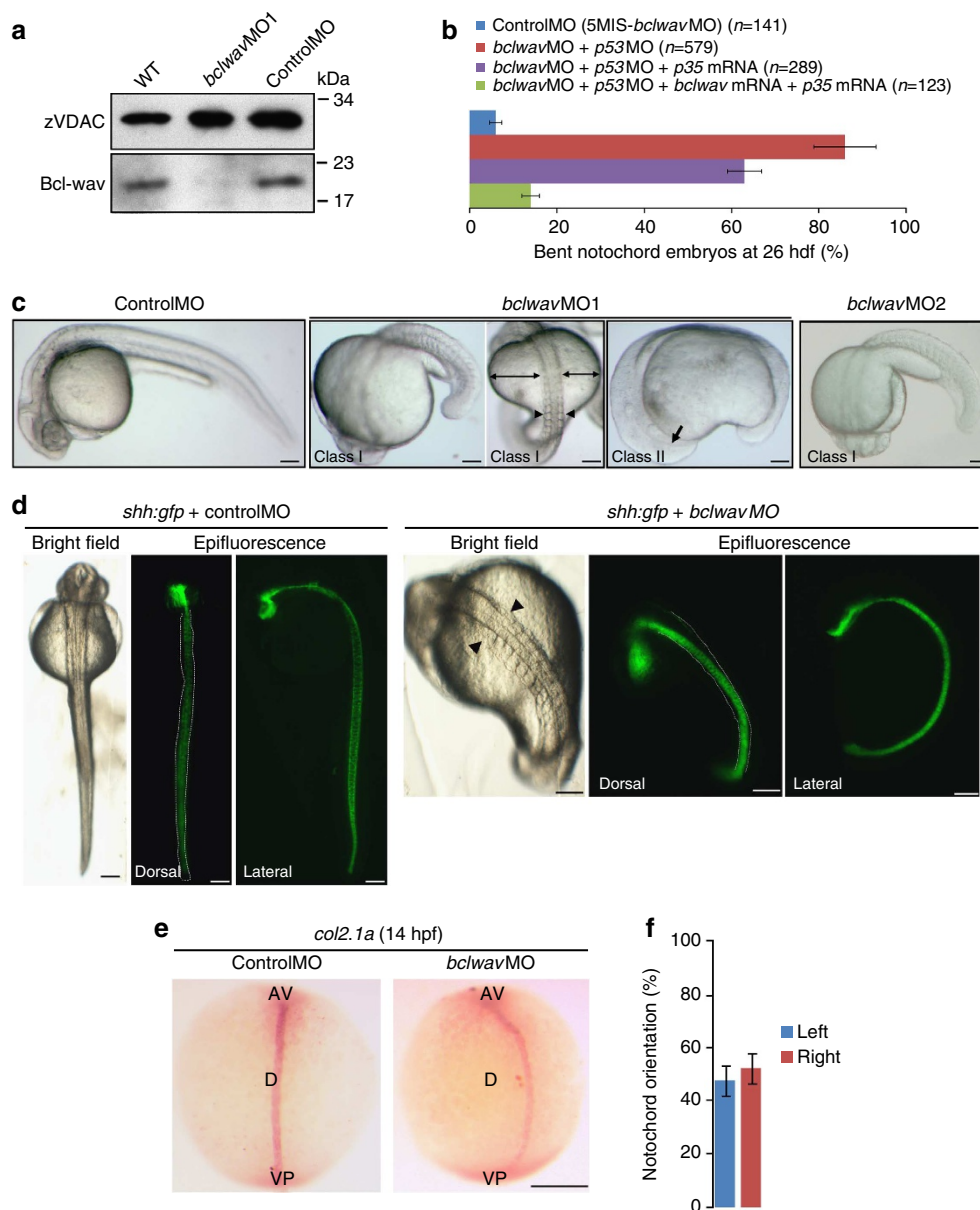 a
WT
bclwavMO1
ControlMO
kDa
zVDAC
34
Bcl-wav
23
17
b
ControlMO (5MIS-bclwavMO) (n=141)
bclwavMO + p53MO (n=579)
bclwavMO + p53MO + p35 mRNA (n=289)
bclwavMO + p53MO + bclwav mRNA + p35 mRNA (n=123)
0 20 40 60 80 100
Bent notochord embryos at 26 hdf (%)
c
ControlMO
bclwavMO1
bclwavMO2
Class I
Class I
Class II
Class I
d
shh:gfp + controlMO
shh:gfp + bclwavMO
Bright field
Epifluorescence
Bright field
Epifluorescence
Dorsal
Lateral
Dorsal
Lateral
e
col2.1a (14 hpf)
ControlMO
bclwavMO
AV
D
VP
AV
D
VP
f
100
80
60
40
20
0
Notochord orientation (%)
Left
Right